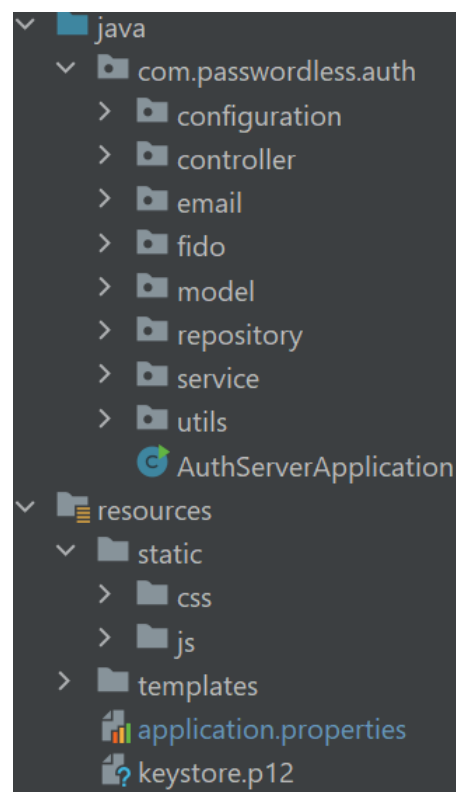 java
com.passwordless.auth
configuration
controller
email
fido
model
repository
service
utils
AuthServerApplication
resources
static
css
js
templates
application.properties
keystore.p12